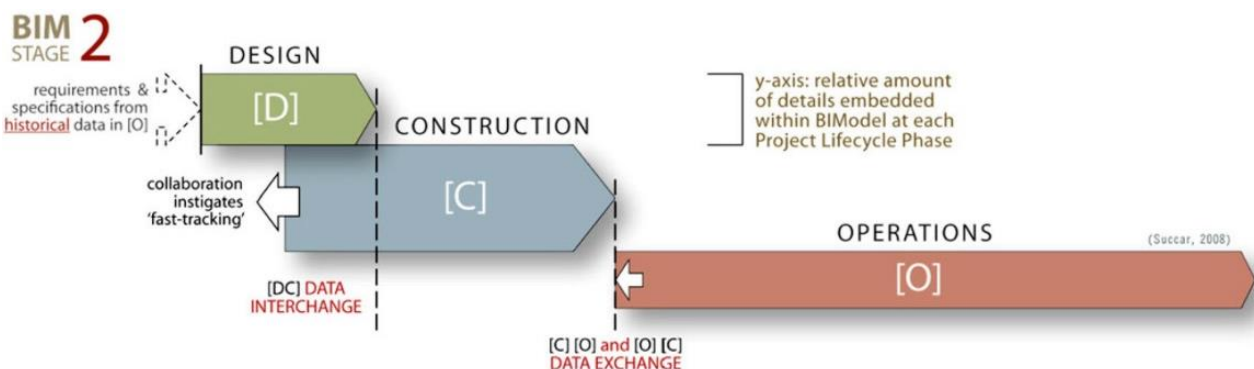 BIM
STAGE 2
DESIGN
requirements &
specifications from
historical data in [O]
[D]
y-axis: relative amount
of details embedded
within BIModel at each
Project Lifecycle Phase
CONSTRUCTION
collaboration
instigates
'fast-tracking'
[C]
OPERATIONS
(Succar, 2008)
[O]
[DC] DATA
INTERCHANGE
[C] [O] and [O] [C]
DATA EXCHANGE